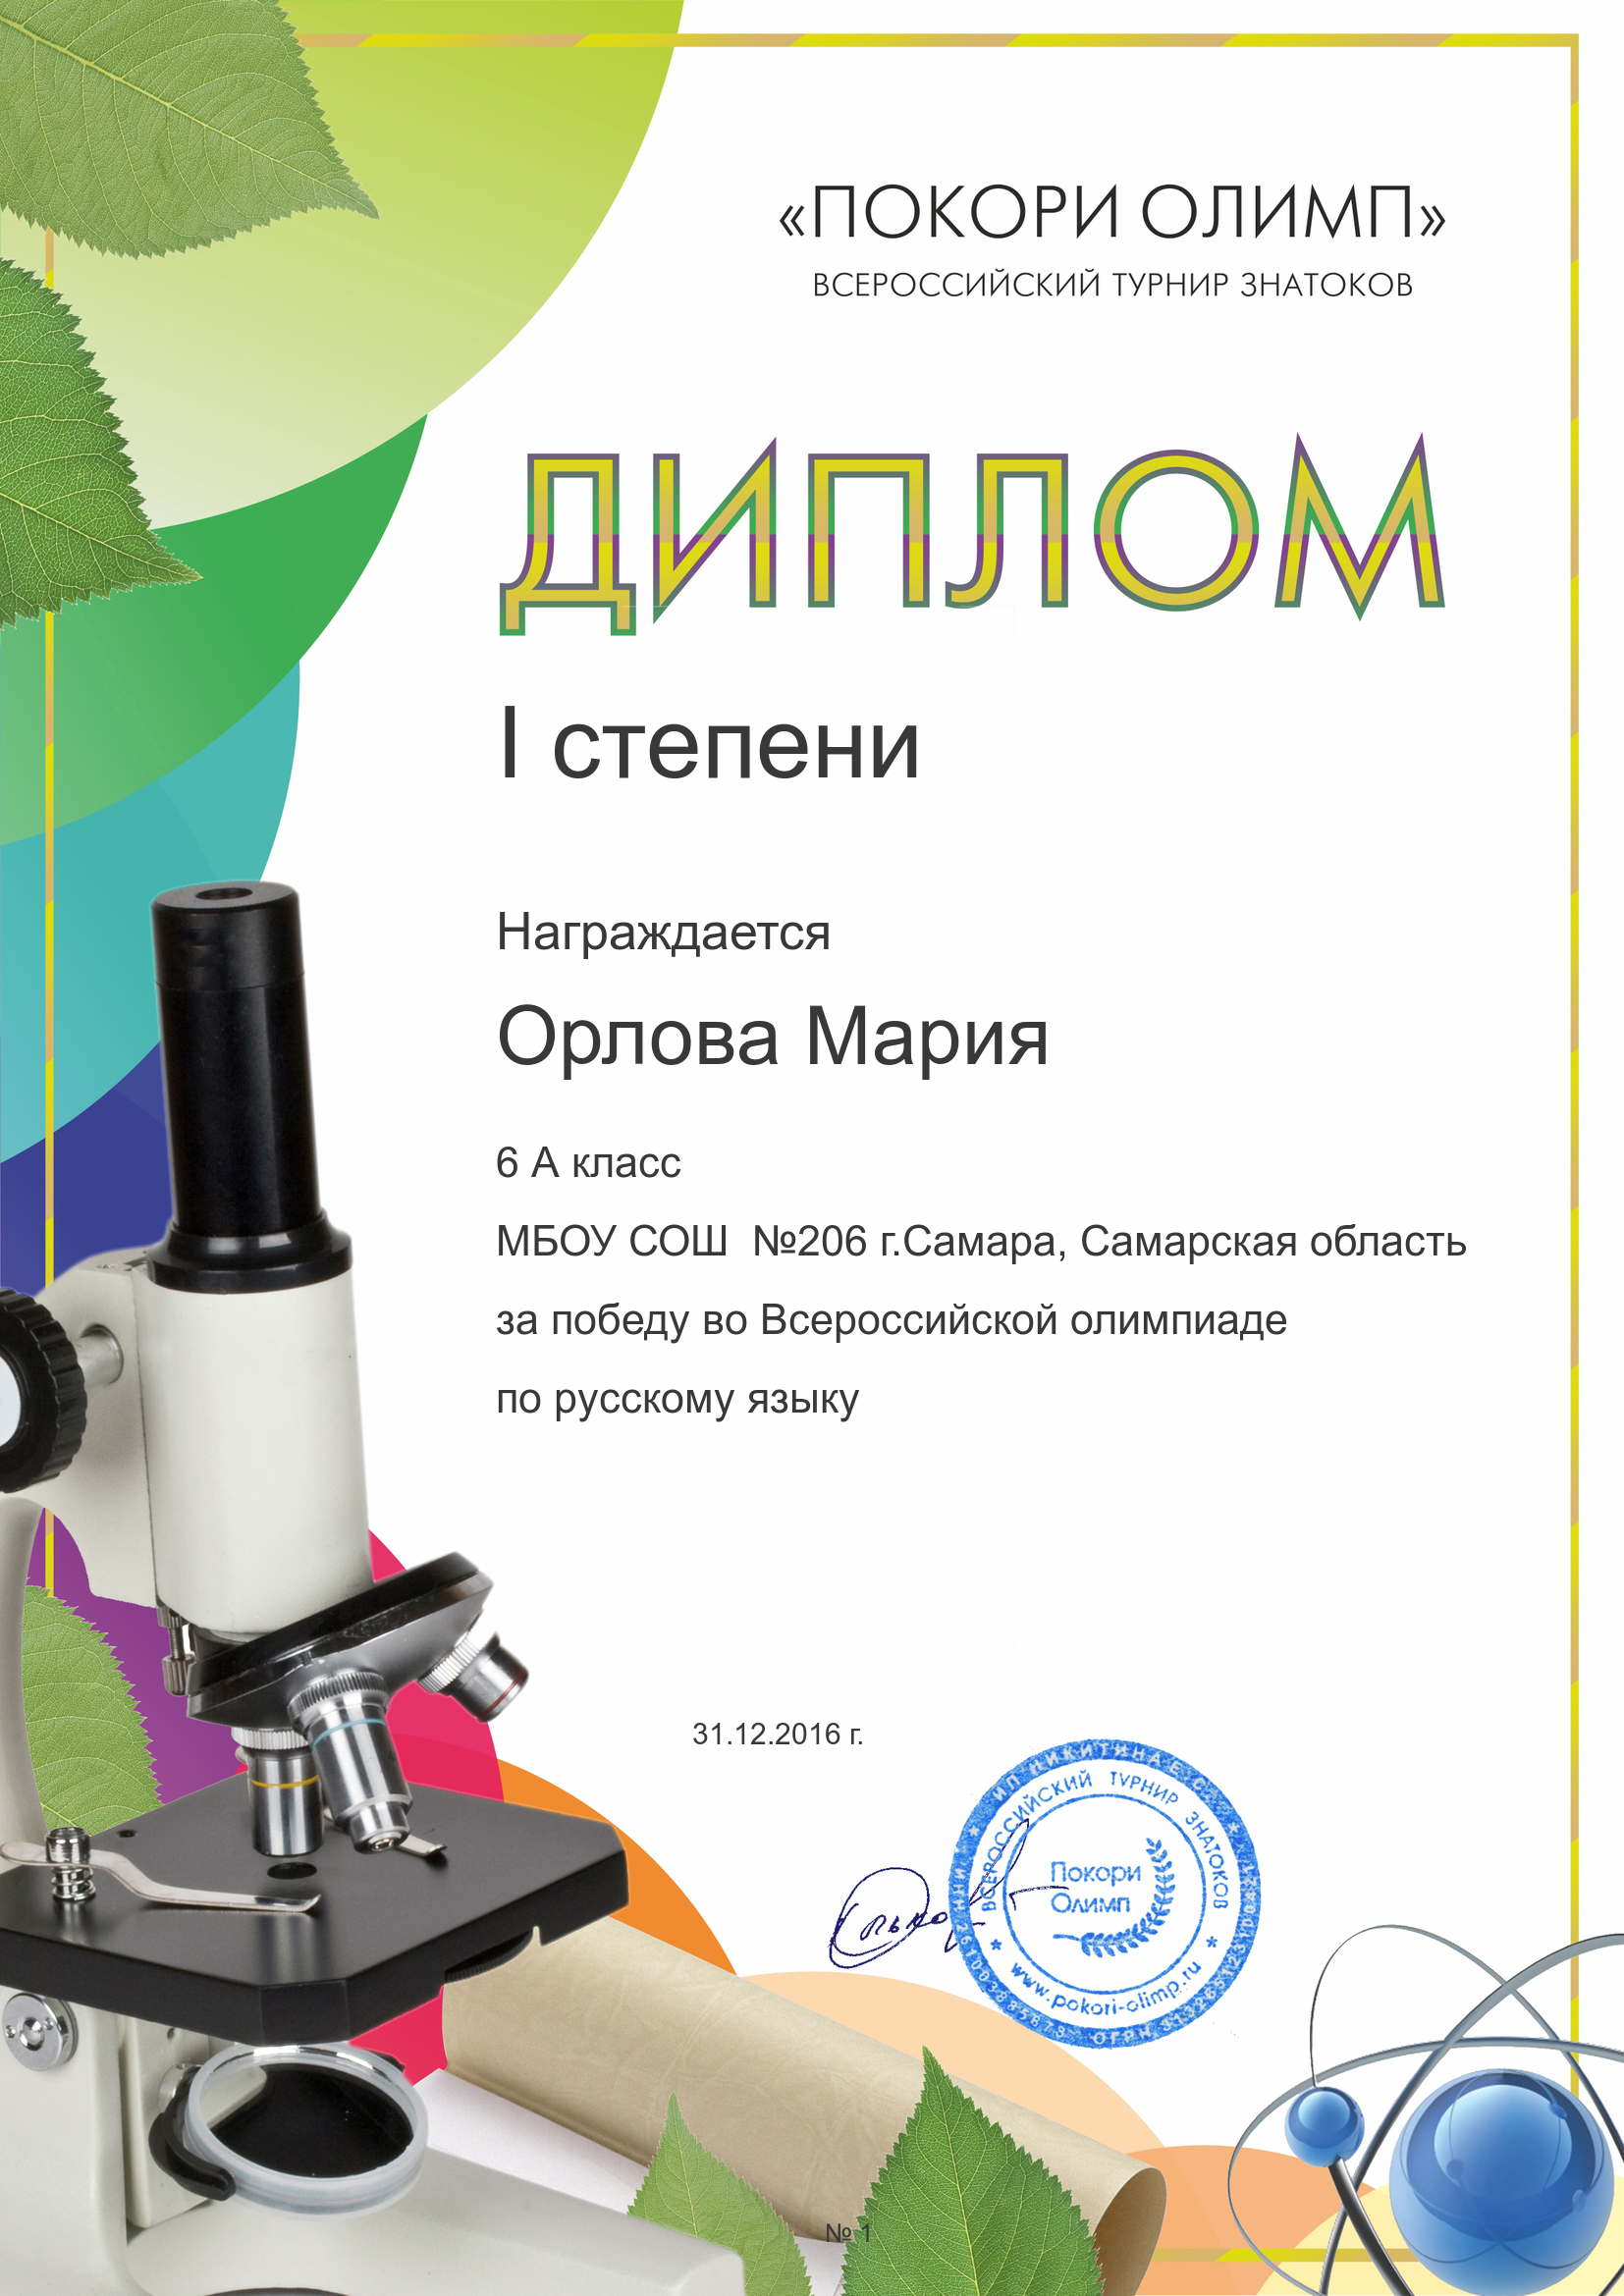 «ПОКОРИ ОЛИМП»
ВСЕРОССИЙСКИЙ ТУРНИР ЗНАТОКОВ
ДИПЛОМ
I степени
Награждается
Орлова Мария
6 А класс
МБОУ СОШ  №206 г.Самара, Самарская область
за победу во Всероссийской олимпиаде
по русскому языку
31.12.2016 г.
ВСЕРОССИЙСКИЙ ТУРНИР ЗНАТОКОВ
Покори
Олимп
www.pokori-olimp.ru
№ 1